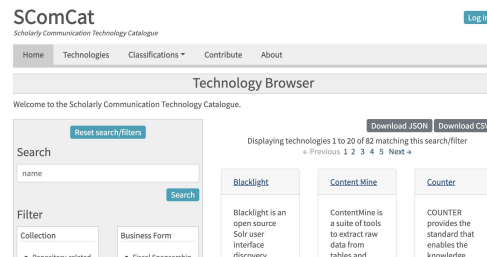 SComCat
Log in
Scholarly Communication Technology Catalogue
Home Technologies Classifications Contribute About
Technology Browser
Welcome to the Scholarly Communication Technology Catalogue.
Reset search/filters
Search
name
Search
Filter
Collection
Business Form
Download JSON Download CSV
Displaying technologies 1 to 20 of 82 matching this search/filter
← Previous 1 2 3 4 5 Next →
Blacklight
Blacklight is an
open source
Solr user
interface
discovery
Content Mine
ContentMine is
a suite of tools
to extract raw
data from
tables and
Counter
COUNTER
provides the
standard that
enables the
knowledge